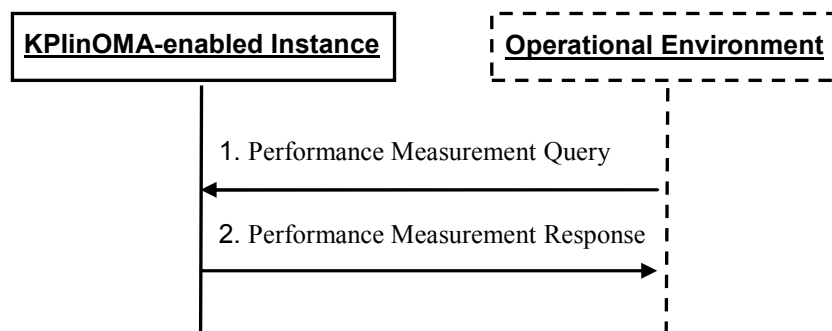 KPIinOMA-enabled Instance
Operational Environment
1. Performance Measurement Query
2. Performance Measurement Response